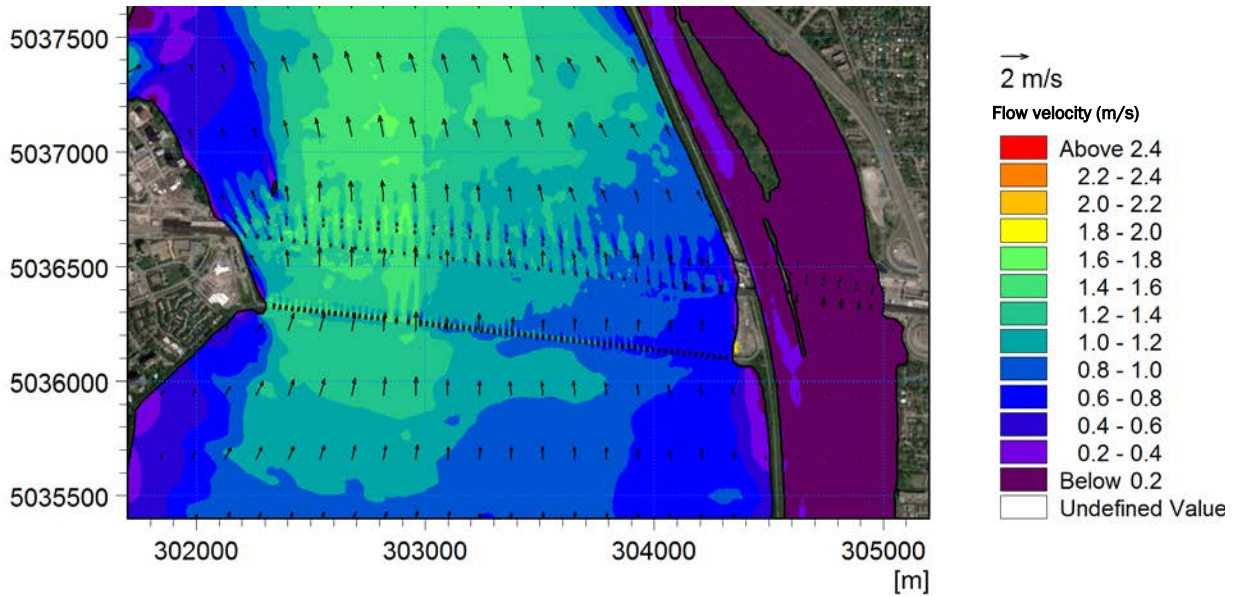 5037500
5037000
5036500
5036000
5035500
302000
303000
304000
305000
[m]
2 m/s
Flow velocity (m/s)
Above 2.4
2.2 - 2.4
2.0 - 2.2
1.8 - 2.0
1.6 - 1.8
1.4 - 1.6
1.2 - 1.4
1.0 - 1.2
0.8 - 1.0
0.6 - 0.8
0.4 - 0.6
0.2 - 0.4
Below 0.2
Undefined Value